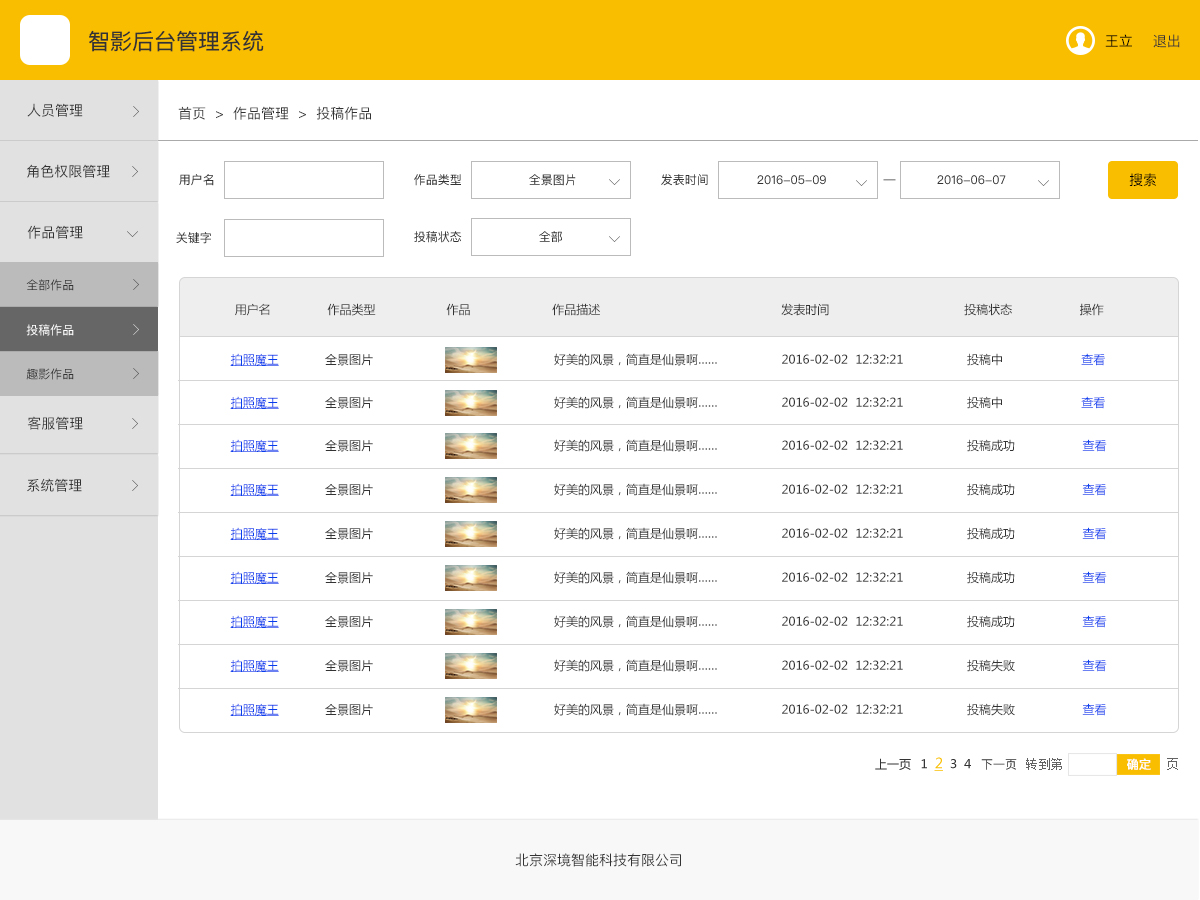 智影后台管理系统 王立 退出
人员管理
角色权限管理
作品管理
全部作品
投稿作品
趣影作品
客服管理
系统管理
首页 > 作品管理 > 投稿作品
用户名 作品类型 全景图片 发表时间 2016-05-09 — 2016-06-07 搜索
关键字 投稿状态 全部
用户名 作品类型 作品 作品描述 发表时间 投稿状态 操作
拍照魔王 全景图片 好美的风景，简直是仙景啊…… 2016-02-02 12:32:21 投稿中 查看
拍照魔王 全景图片 好美的风景，简直是仙景啊…… 2016-02-02 12:32:21 投稿中 查看
拍照魔王 全景图片 好美的风景，简直是仙景啊…… 2016-02-02 12:32:21 投稿成功 查看
拍照魔王 全景图片 好美的风景，简直是仙景啊…… 2016-02-02 12:32:21 投稿成功 查看
拍照魔王 全景图片 好美的风景，简直是仙景啊…… 2016-02-02 12:32:21 投稿成功 查看
拍照魔王 全景图片 好美的风景，简直是仙景啊…… 2016-02-02 12:32:21 投稿成功 查看
拍照魔王 全景图片 好美的风景，简直是仙景啊…… 2016-02-02 12:32:21 投稿成功 查看
拍照魔王 全景图片 好美的风景，简直是仙景啊…… 2016-02-02 12:32:21 投稿失败 查看
拍照魔王 全景图片 好美的风景，简直是仙景啊…… 2016-02-02 12:32:21 投稿失败 查看
上一页 1 2 3 4 下一页 转到第 确定 页
北京深境智能科技有限公司